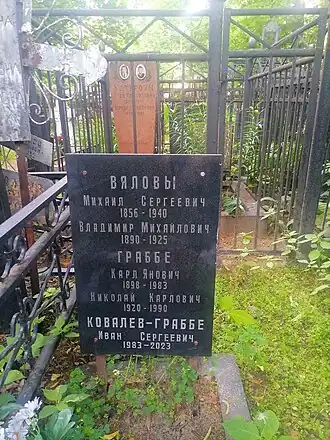 ВЯЛОВЫ
Михаил Сергеевич
1856-1940
Владимир Михайлович
1890-1925
ГРАББЕ
Карл Янович
1898-1983
Николай Карлович
1920-1990
КОВАЛЕВ-ГРАББЕ
Иван Сергеевич
1983-2023